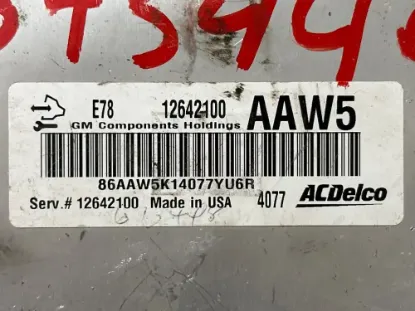 E78 12642100 AAW5
GM Components Holdings
86AAW5K14077YU6R
Serv.# 12642100 Made in USA 4077 ACDelco